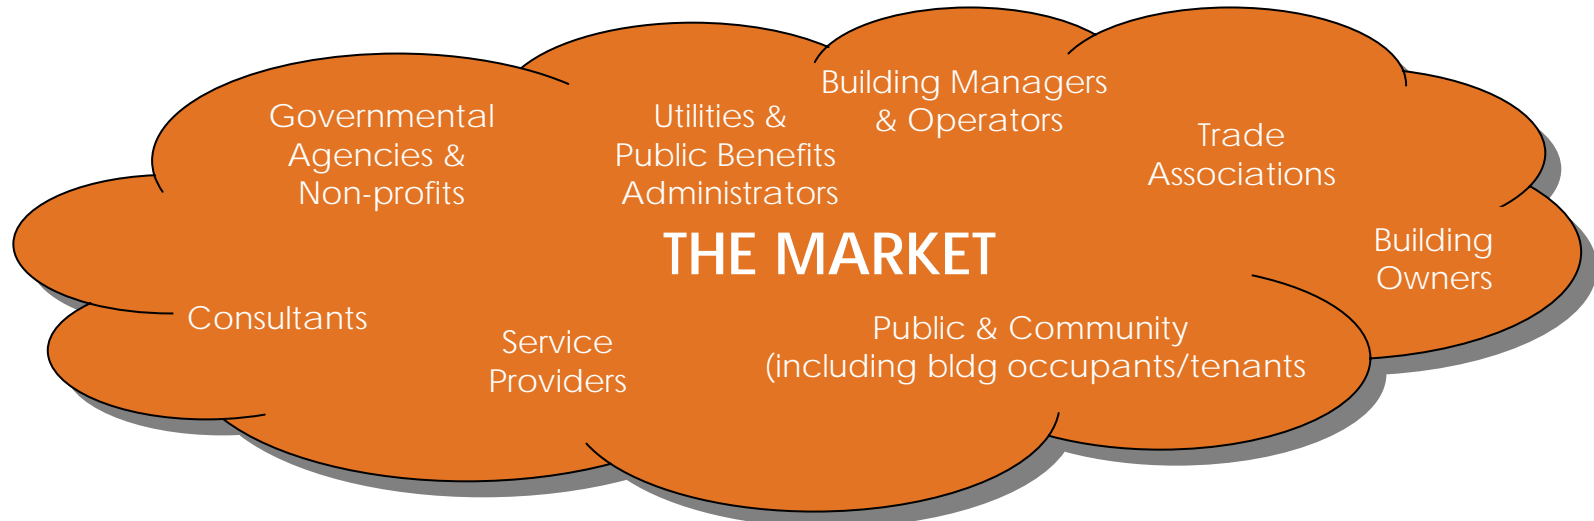 Governmental
Agencies &
Non-profits
Utilities &
Public Benefits
Administrators
Building Managers
& Operators
Trade
Associations
THE MARKET
Building
Owners
Consultants
Service
Providers
Public & Community
(including bldg occupants/tenants